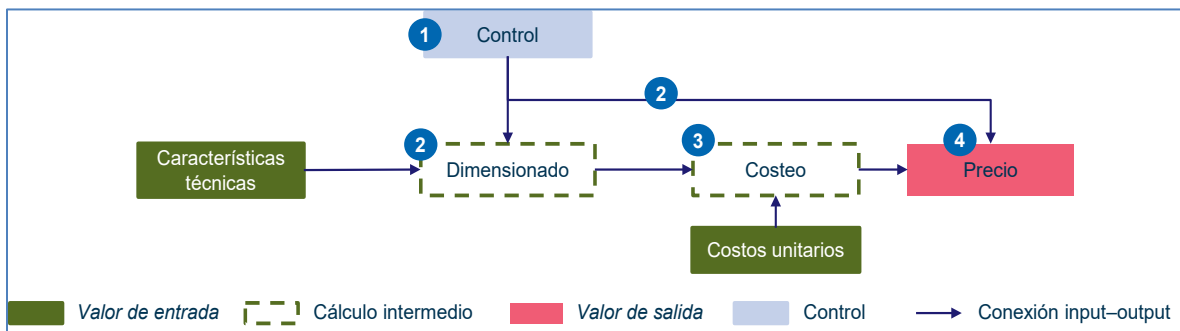 1
Control
2
2
3
4
Características
técnicas
Dimensionado
Costeo
Precio
Costos unitarios
Valor de entrada
Cálculo intermedio
Valor de salida
Control
Conexión input–output